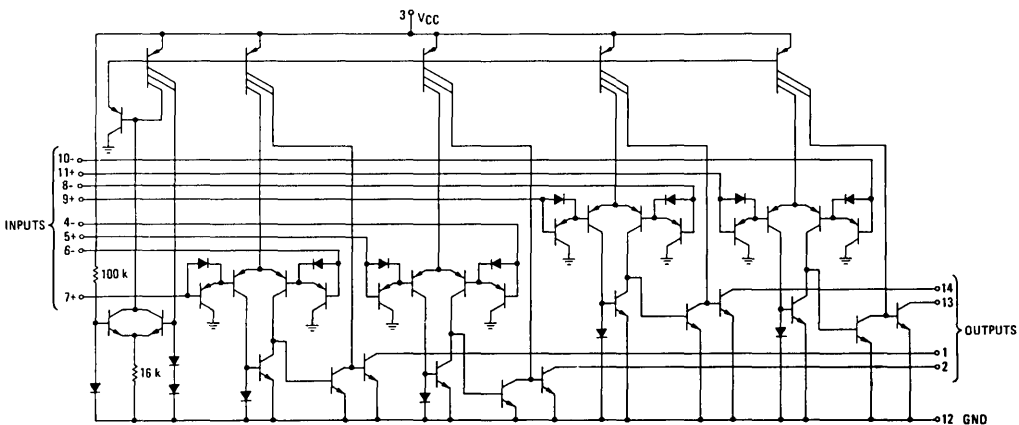 3 VCC
10-
11+
8-
9+
INPUTS
4-
5+
6-
100 k
7+
14
13
OUTPUTS
1
16 k
2
12 GND